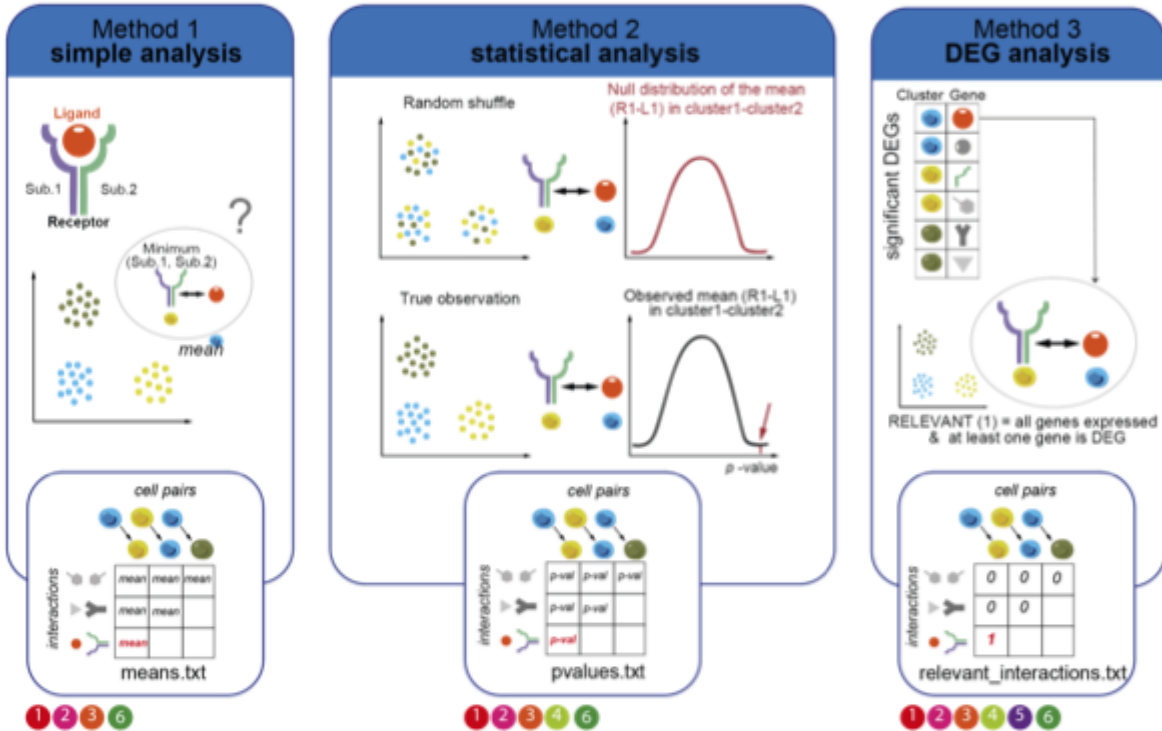 Method 1
simple analysis
Ligand
Sub.1
Sub.2
Receptor
?
Minimum
(Sub.1, Sub.2)
mean
cell pairs
interactions
mean mean mean
mean mean
mean
means.txt
1 2 3 6
Method 2
statistical analysis
Random shuffle
Null distribution of the mean
(R1-L1) in cluster1-cluster2
True observation
Observed mean (R1-L1)
in cluster1-cluster2
p -value
cell pairs
interactions
p-val p-val p-val
p-val p-val
p-val
pvalues.txt
1 2 3 4 6
Method 3
DEG analysis
Cluster Gene
significant DEGs
RELEVANT (1) = all genes expressed
& at least one gene is DEG
cell pairs
interactions
0 0 0
0 0
1
relevant_interactions.txt
1 2 3 4 5 6